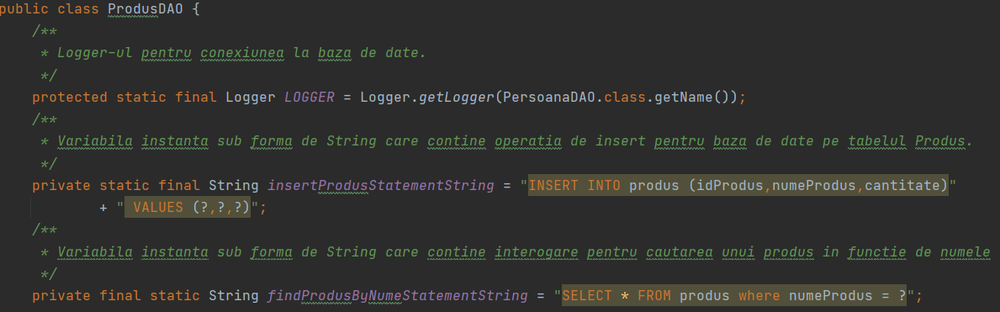 public class ProdusDAO {
/**
* Logger-ul pentru conexiunea la baza de date.
*/
protected static final Logger LOGGER = Logger.getLogger(PersoanaDAO.class.getName());
/**
* Variabila instanta sub forma de String care contine operatia de insert pentru baza de date pe tabelul Produs.
*/
private static final String insertProdusStatementString = "INSERT INTO produs (idProdus,numeProdus,cantitate)"
+ " VALUES (?,?,?)";
/**
* Variabila instanta sub forma de String care contine interogare pentru cautarea unui produs in functie de numele
*/
private final static String findProdusByNumeStatementString = "SELECT * FROM produs where numeProdus = ?";